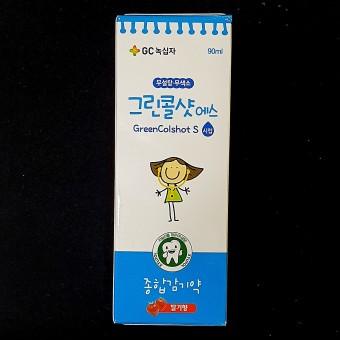 GC녹십자 90ml
무설탕·무색소
그린콜샷에스
GreenColshot S 시럽
종합감기약
딸기향